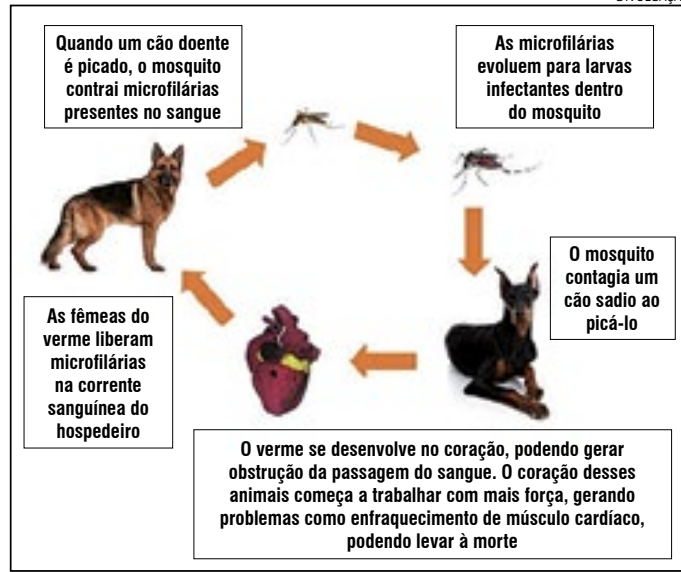 Quando um cão doente
é picado, o mosquito
contrai microfilárias
presentes no sangue
As microfilárias
evoluem para larvas
infectantes dentro
do mosquito
O mosquito
contagia um
cão sadio ao
picá-lo
O verme se desenvolve no coração, podendo gerar
obstrução da passagem do sangue. O coração desses
animais começa a trabalhar com mais força, gerando
problemas como enfraquecimento de músculo cardíaco,
podendo levar à morte
As fêmeas do
verme liberam
microfilárias
na corrente
sanguínea do
hospedeiro